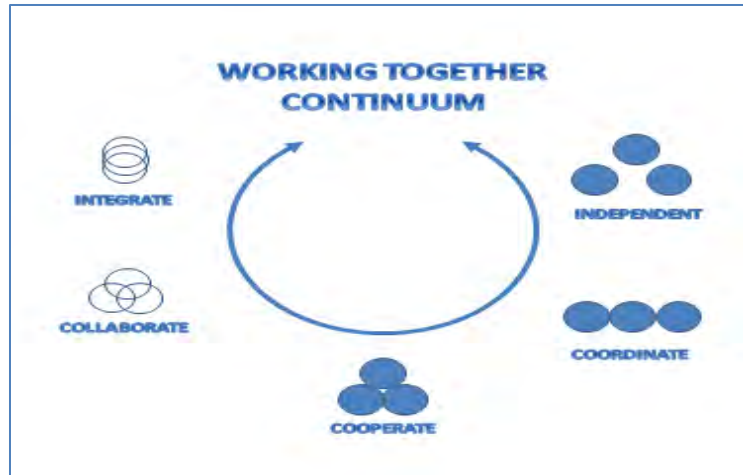 WORKING TOGETHER
CONTINUUM
INTEGRATE
INDEPENDENT
COLLABORATE
COORDINATE
COOPERATE